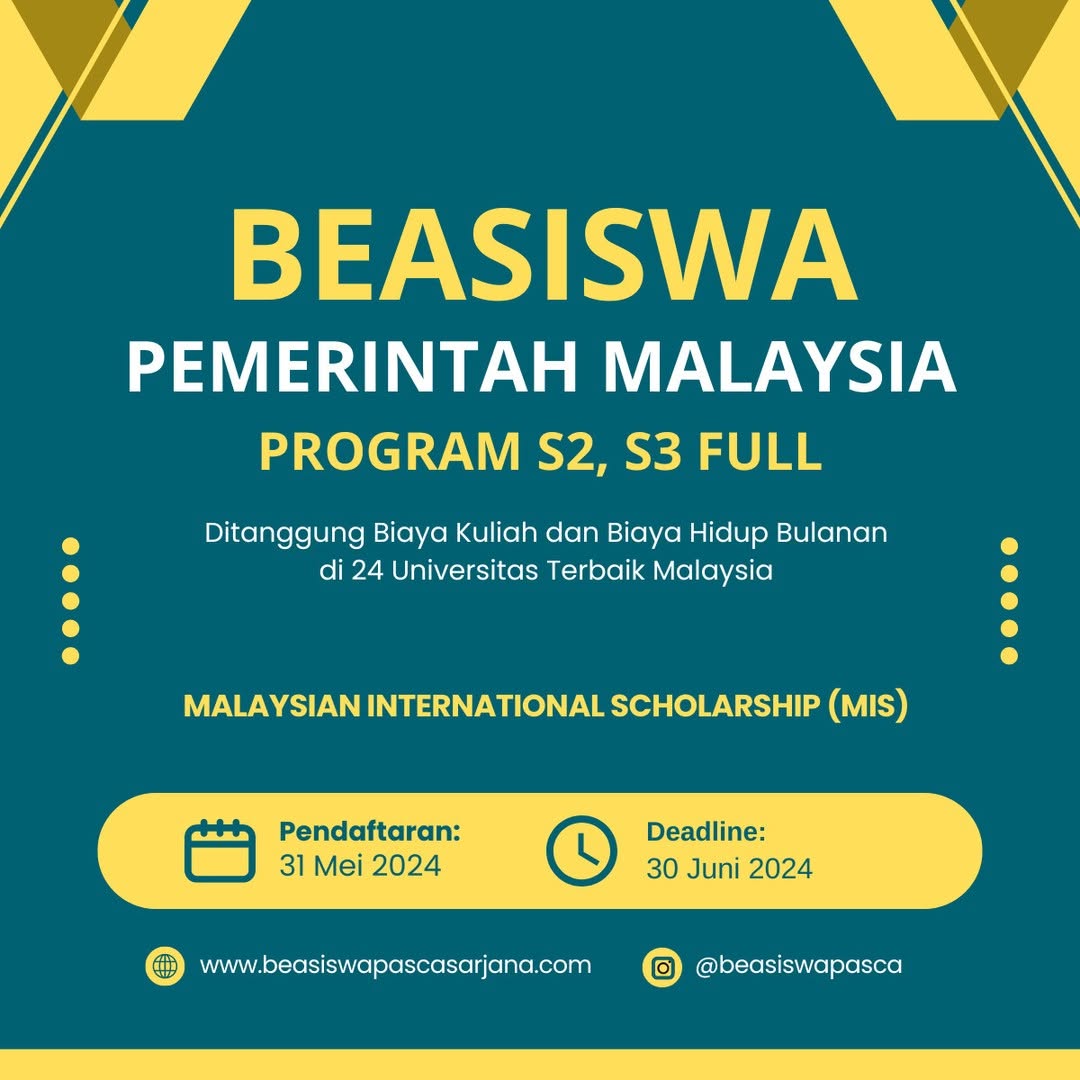 BEASISWA
PEMERINTAH MALAYSIA
PROGRAM S2, S3 FULL
Ditanggung Biaya Kuliah dan Biaya Hidup Bulanan
di 24 Universitas Terbaik Malaysia
MALAYSIAN INTERNATIONAL SCHOLARSHIP (MIS)
Pendaftaran:
31 Mei 2024
Deadline:
30 Juni 2024
www.beasiswapascasarjana.com
@beasiswapasca